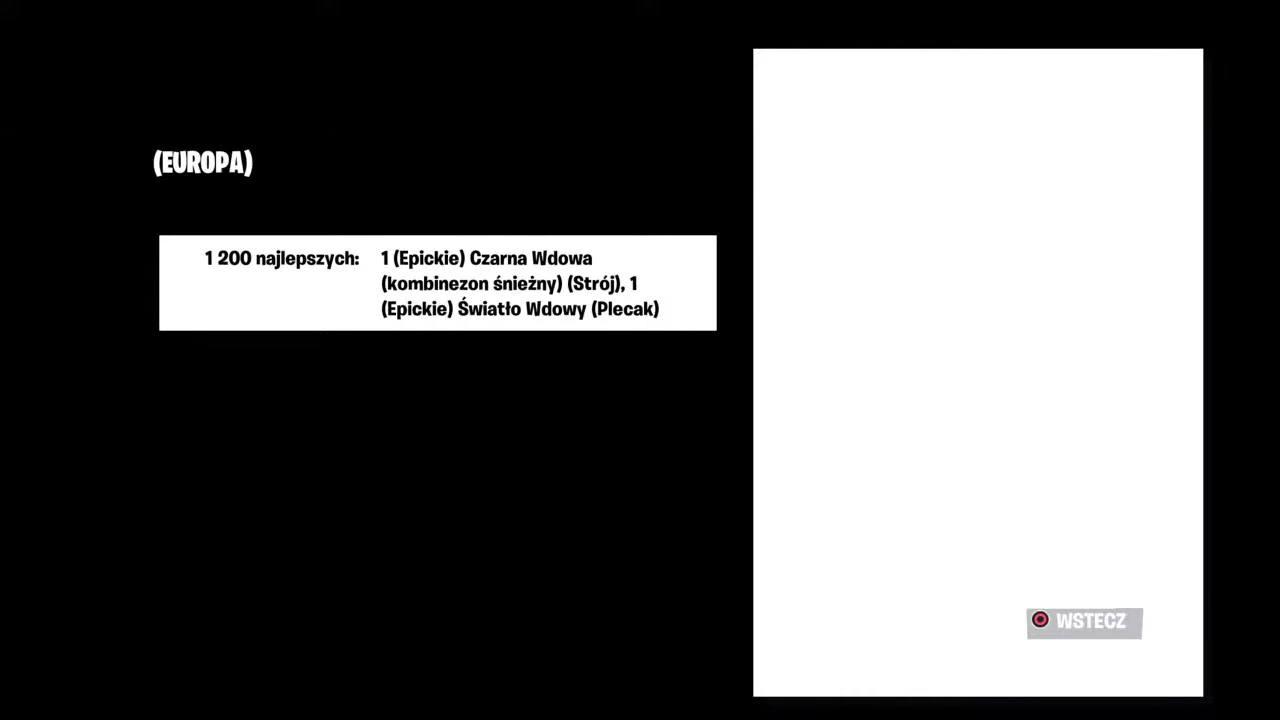 (EUROPA)
1 200 najlepszych: 1 (Epickie) Czarna Wdowa
(kombinezon śnieżny) (Strój), 1
(Epickie) Światło Wdowy (Plecak)
WSTECZ